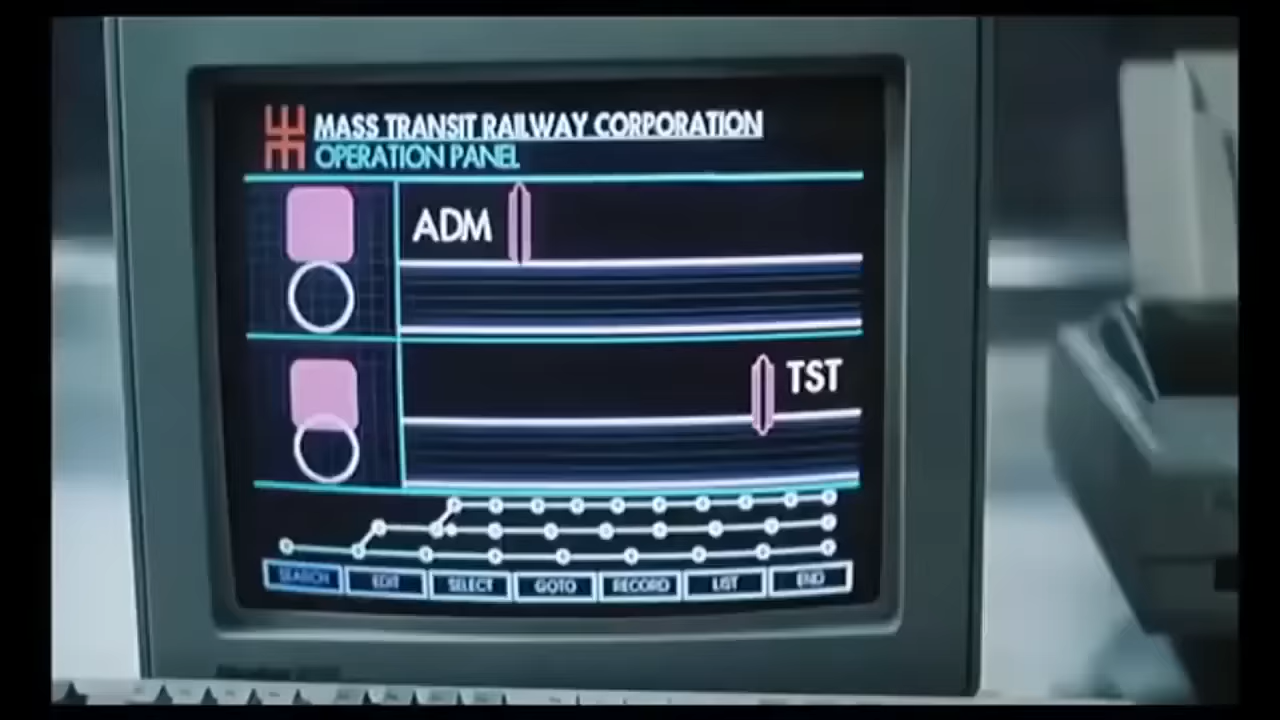 MASS TRANSIT RAILWAY CORPORATION
OPERATION PANEL
ADM
TST
SEARCH EDIT SELECT GOTO RECORD LIST END